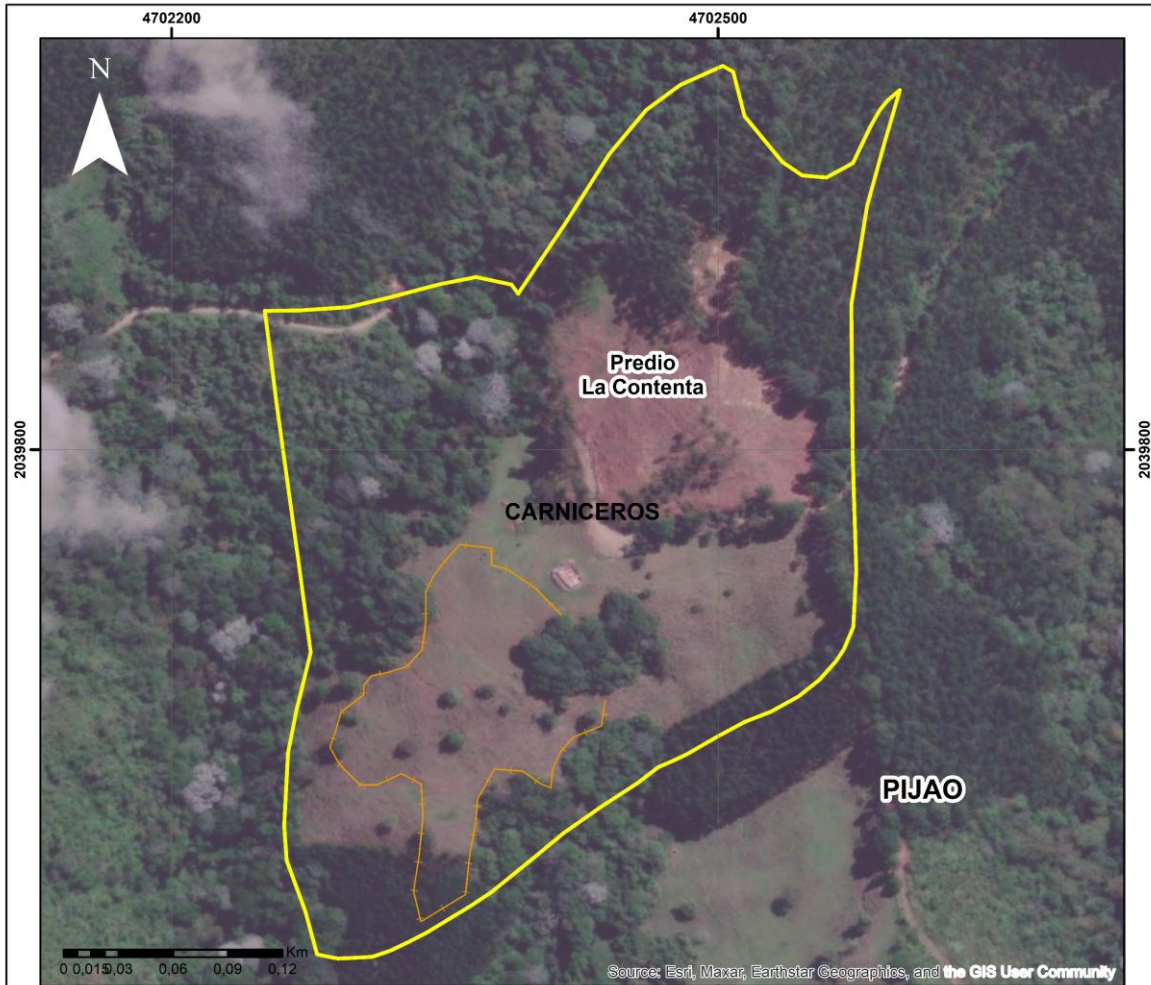 4702200 4702500
N
Predio
La Contenta
2039800 2039800
CARNICEROS
PIJAO
Km
0 0,015 0,03 0,06 0,09 0,12
Source: Esri, Maxar, Earthstar Geographics, and the GIS User Community